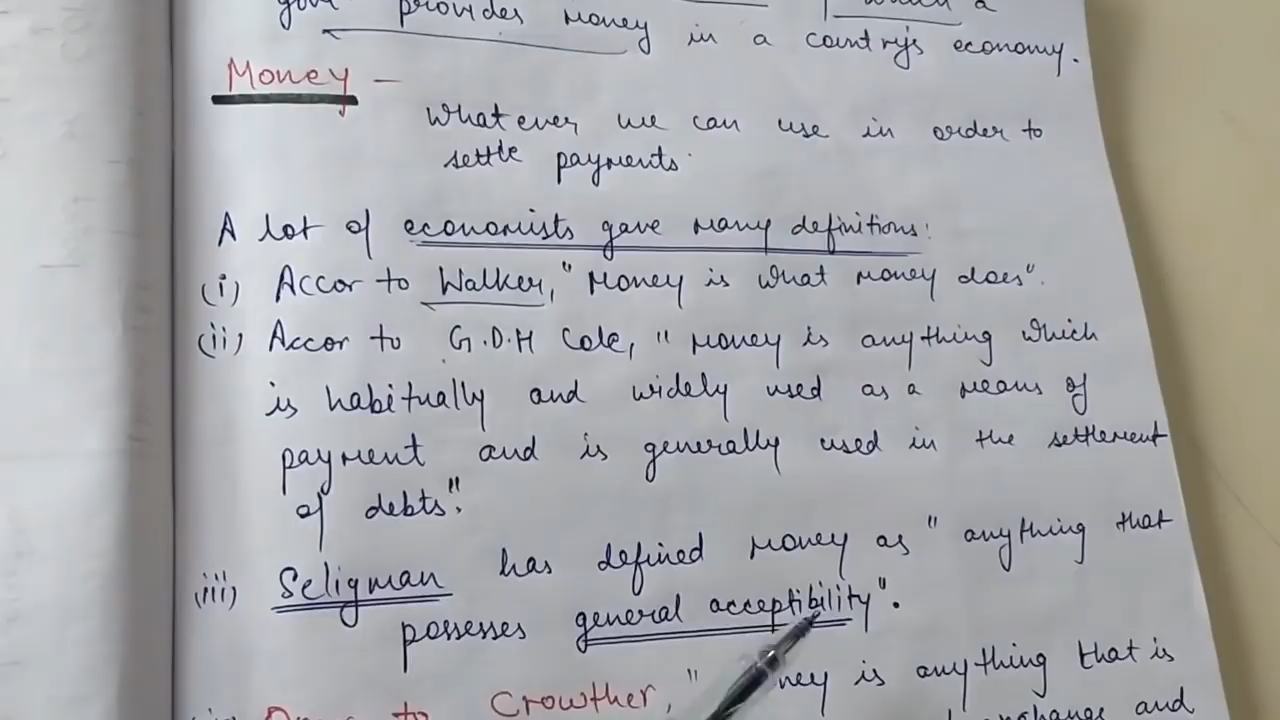 provides money in a country's economy.
Money -
Whatever we can use in order to
settle payments.
A lot of economists gave many definitions:
(i) Accor to Walker, "Money is what money does".
(ii) Accor to G.D.H Cole, "money is anything which
is habitually and widely used as a means of
payment and is generally used in the settlement
of debts".
(iii) Seligman has defined money as "anything that
possesses general acceptibility".
to Crowther, " is anything that is
and